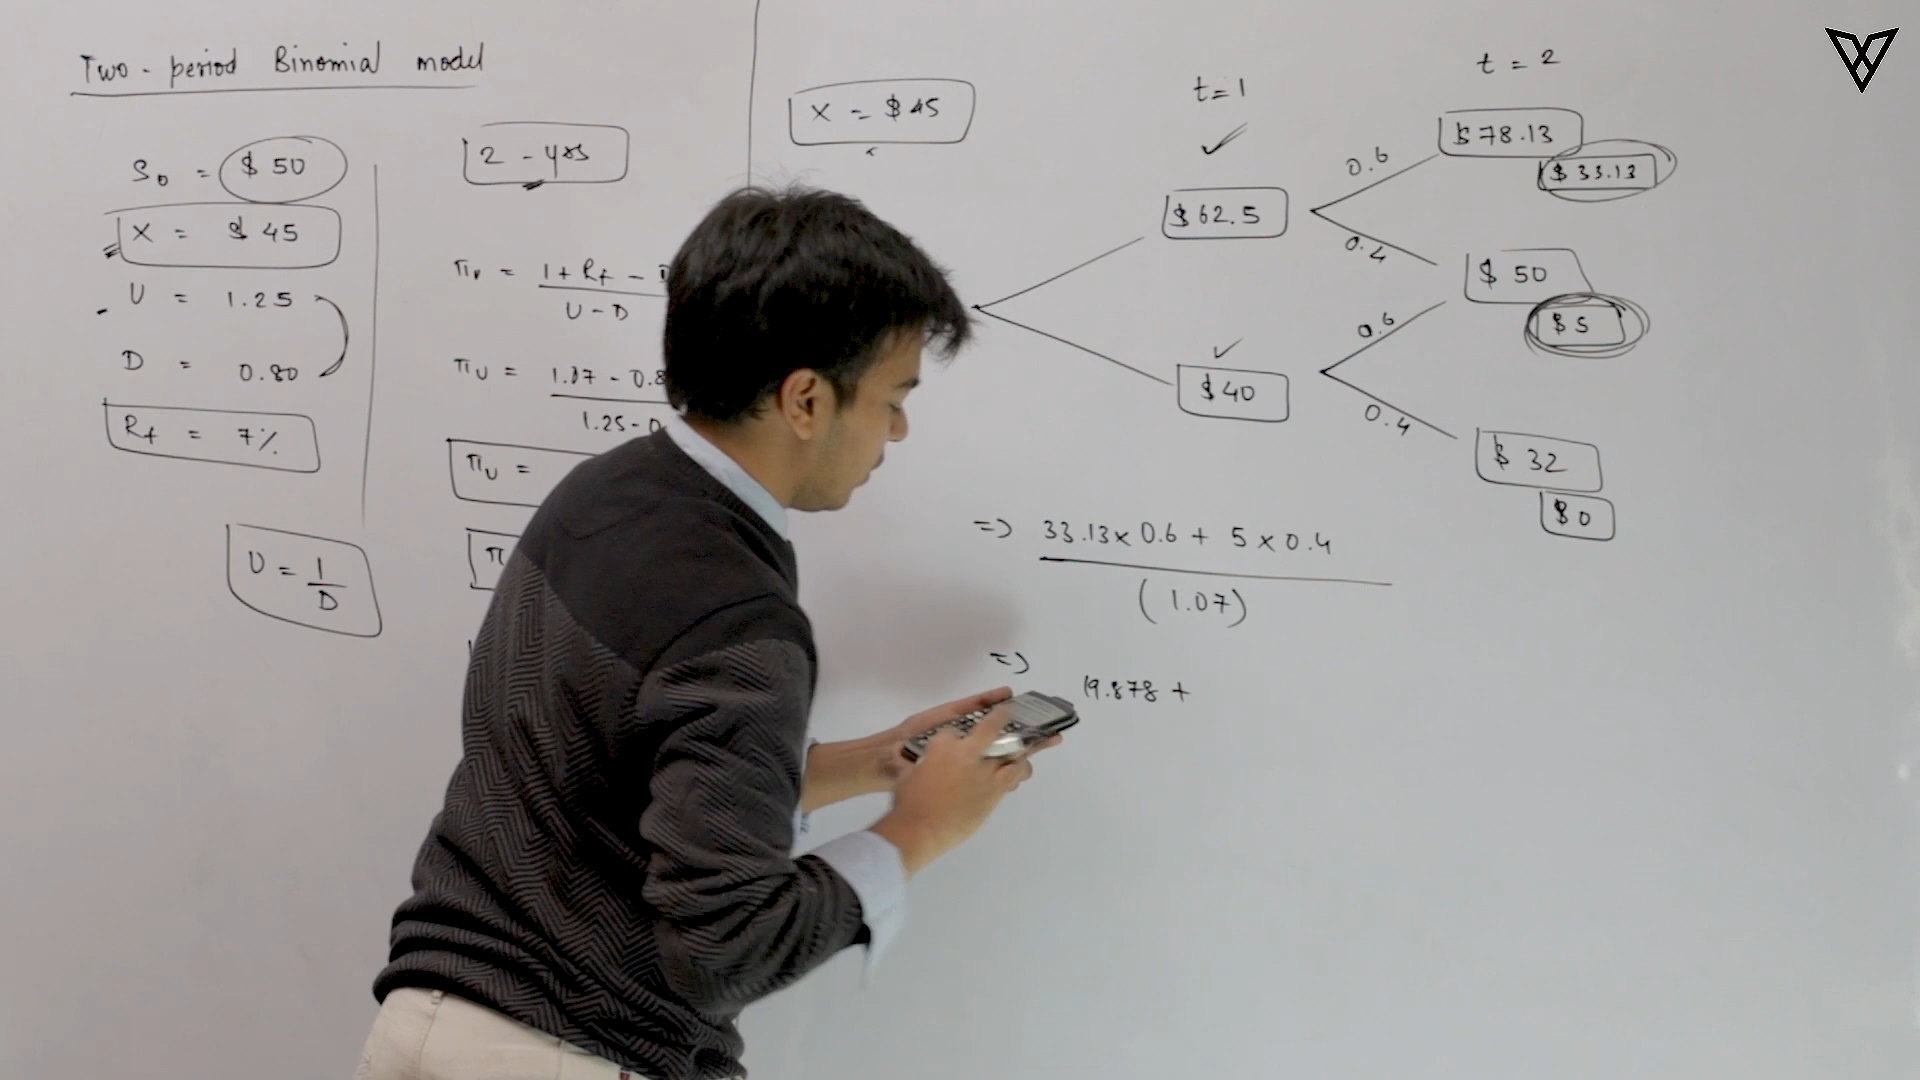 Two-period Binomial model
S0 = $50
X = $45
U = 1.25
D = 0.80
Rf = 7%
U = 1/D
2 - yrs
πU = 1 + Rf - D
U - D
πU = 1.07 - 0.8
1.25 - 0.
πU =
π
X = $45
t=1
t = 2
$62.5
$40
0.6
0.4
0.6
0.4
$78.13
$33.13
$50
$5
$32
$0
=> 33.13 x 0.6 + 5 x 0.4
(1.07)
=>
19.878 +